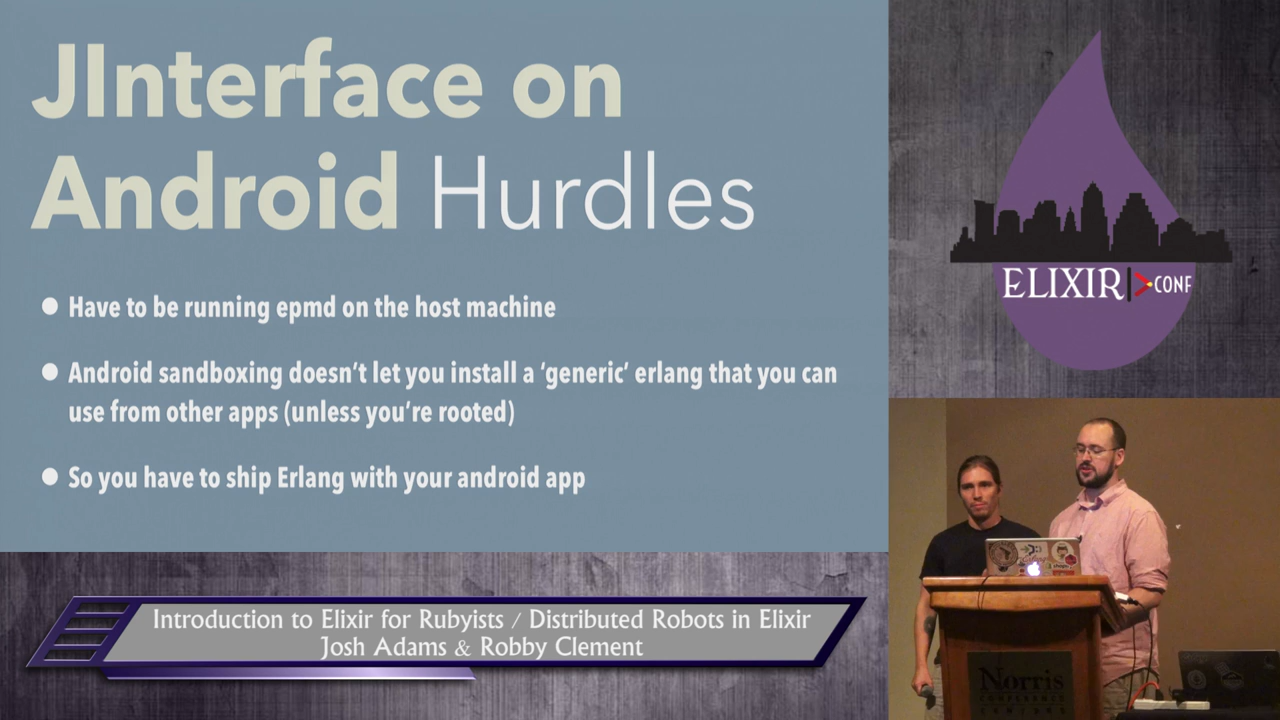 JInterface on
Android Hurdles
● Have to be running epmd on the host machine
● Android sandboxing doesn't let you install a 'generic' erlang that you can
use from other apps (unless you're rooted)
● So you have to ship Erlang with your android app
ELIXIR CONF
Introduction to Elixir for Rubyists / Distributed Robots in Elixir
Josh Adams & Robby Clement
Norris
CONFERENCE
CENTERS